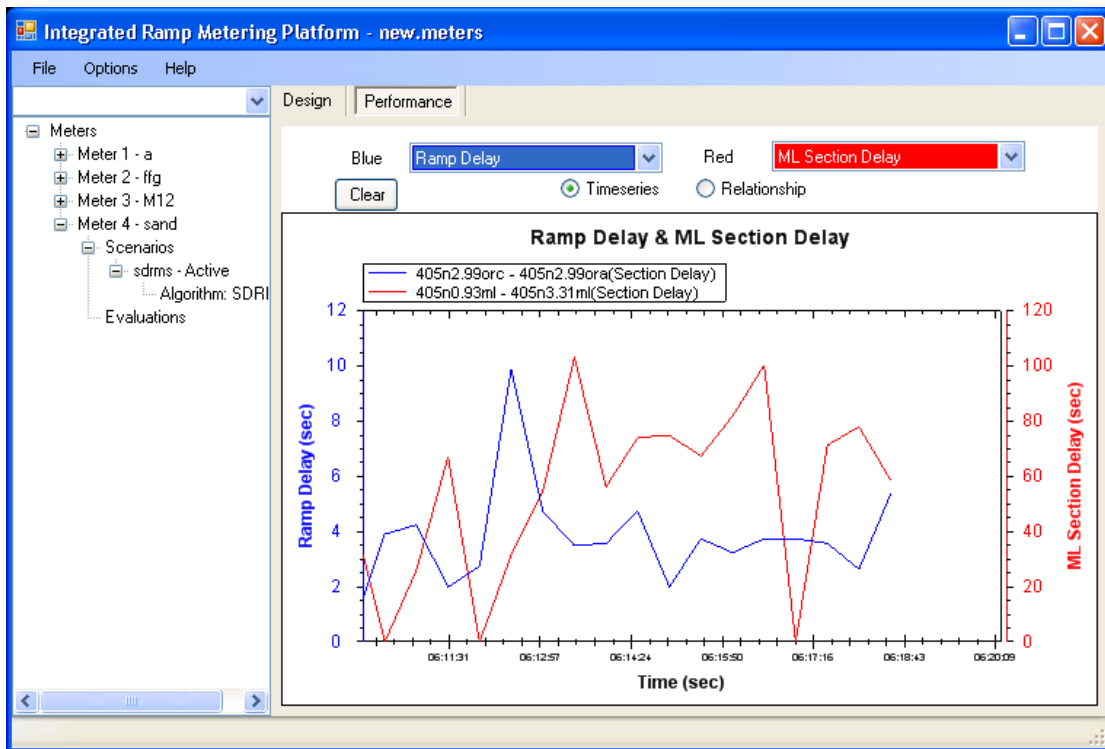 Integrated Ramp Metering Platform - new.meters
File Options Help
Design Performance
Meters
Meter 1 - a
Meter 2 - ffg
Meter 3 - M12
Meter 4 - sand
Scenarios
sdrms - Active
Algorithm: SDRI
Evaluations
Blue Ramp Delay Red ML Section Delay
Clear Timeseries Relationship
Ramp Delay & ML Section Delay
405n2.99orc - 405n2.99ora(Section Delay)
405n0.93ml - 405n3.31ml(Section Delay)
12 120
10 100
8 80
6 60
4 40
2 20
0 0
Ramp Delay (sec)
ML Section Delay (sec)
06:11:31 06:12:57 06:14:24 06:15:50 06:17:16 06:18:43 06:20:09
Time (sec)